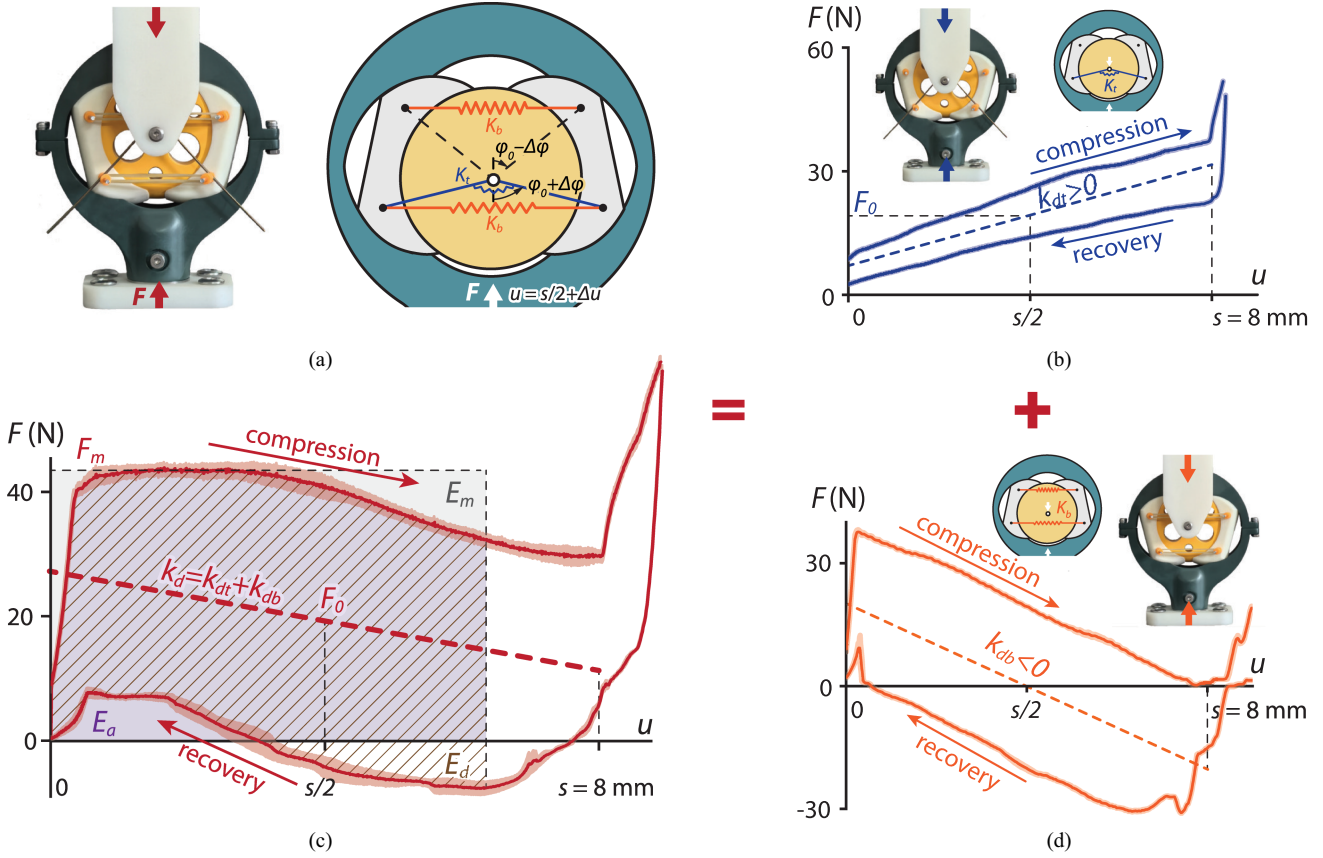 F
K_b
φ_0−Δφ
K_t
φ_0+Δφ
K_b
F u = s/2+Δu
(a)
F (N)
60
30
0
F_0
K_t
compression
k_dt≥0
recovery
u
0 s/2 s = 8 mm
(b)
=
+
F (N)
40
20
0
F_m
compression
E_m
k_d=k_dt+k_db
F_0
E_a
recovery
E_d
u
0 s/2 s = 8 mm
(c)
F (N)
30
0
-30
K_b
compression
k_db<0
recovery
u
0 s/2 s = 8 mm
(d)